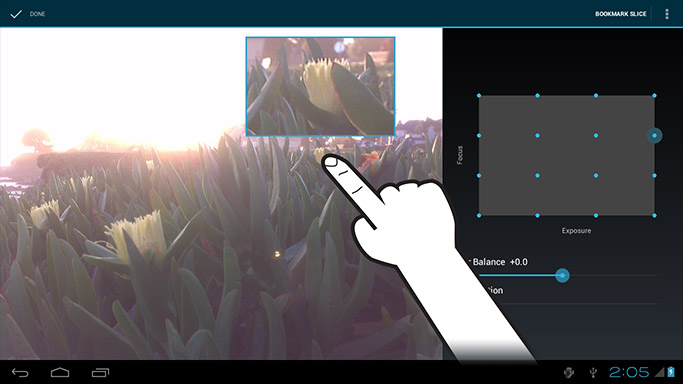 DONE
BOOKMARK SLICE
Focus
Exposure
Balance +0.0
2:05